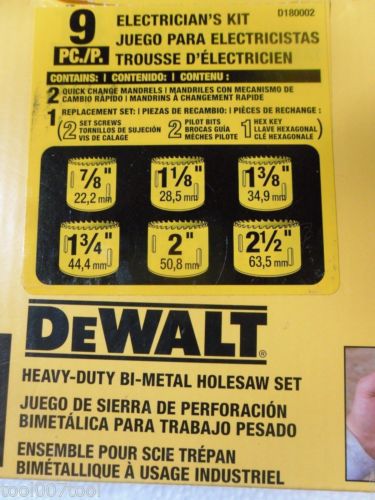 9
PC./P.
ELECTRICIAN'S KIT
D180002
JUEGO PARA ELECTRICISTAS
TROUSSE D'ÉLECTRICIEN
CONTAINS: | CONTENIDO: | CONTENU :
2 QUICK CHANGE MANDRELS | MANDRILES CON MECANISMO DE
CAMBIO RÁPIDO | MANDRINS À CHANGEMENT RAPIDE
1 REPLACEMENT SET: | PIEZAS DE RECAMBIO: | PIÈCES DE RECHANGE :
(2 SET SCREWS
TORNILLOS DE SUJECIÓN
VIS DE CALAGE
2 PILOT BITS
BROCAS GUÍA
MÈCHES PILOTE
1 HEX KEY
LLAVE HEXAGONAL
CLÉ HEXAGONALE)
7/8"
22,2 mm
1 1/8"
28,5 mm
1 3/8"
34,9 mm
1 3/4"
44,4 mm
2"
50,8 mm
2 1/2"
63,5 mm
DEWALT®
HEAVY-DUTY BI-METAL HOLESAW SET
JUEGO DE SIERRA DE PERFORACIÓN
BIMETÁLICA PARA TRABAJO PESADO
ENSEMBLE POUR SCIE TRÉPAN
BIMÉTALLIQUE À USAGE INDUSTRIEL
© Seller: tool007tool